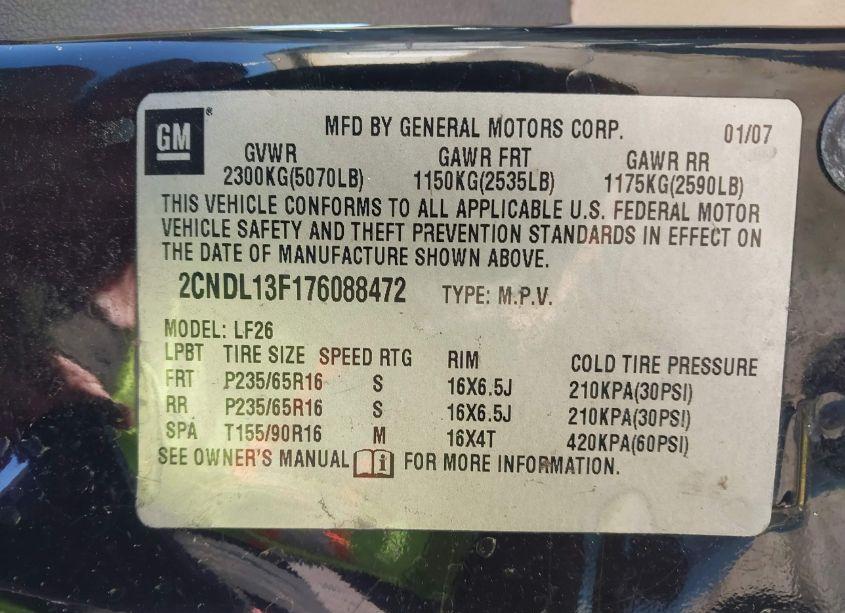 GM ® MFD BY GENERAL MOTORS CORP. 01/07
GVWR GAWR FRT GAWR RR
2300KG(5070LB) 1150KG(2535LB) 1175KG(2590LB)
THIS VEHICLE CONFORMS TO ALL APPLICABLE U.S. FEDERAL MOTOR
VEHICLE SAFETY AND THEFT PREVENTION STANDARDS IN EFFECT ON
THE DATE OF MANUFACTURE SHOWN ABOVE.
2CNDL13F176088472 TYPE: M.P.V.
MODEL: LF26
LPBT TIRE SIZE SPEED RTG RIM COLD TIRE PRESSURE
FRT P235/65R16 S 16X6.5J 210KPA(30PSI)
RR P235/65R16 S 16X6.5J 210KPA(30PSI)
SPA T155/90R16 M 16X4T 420KPA(60PSI)
SEE OWNER'S MANUAL i FOR MORE INFORMATION.